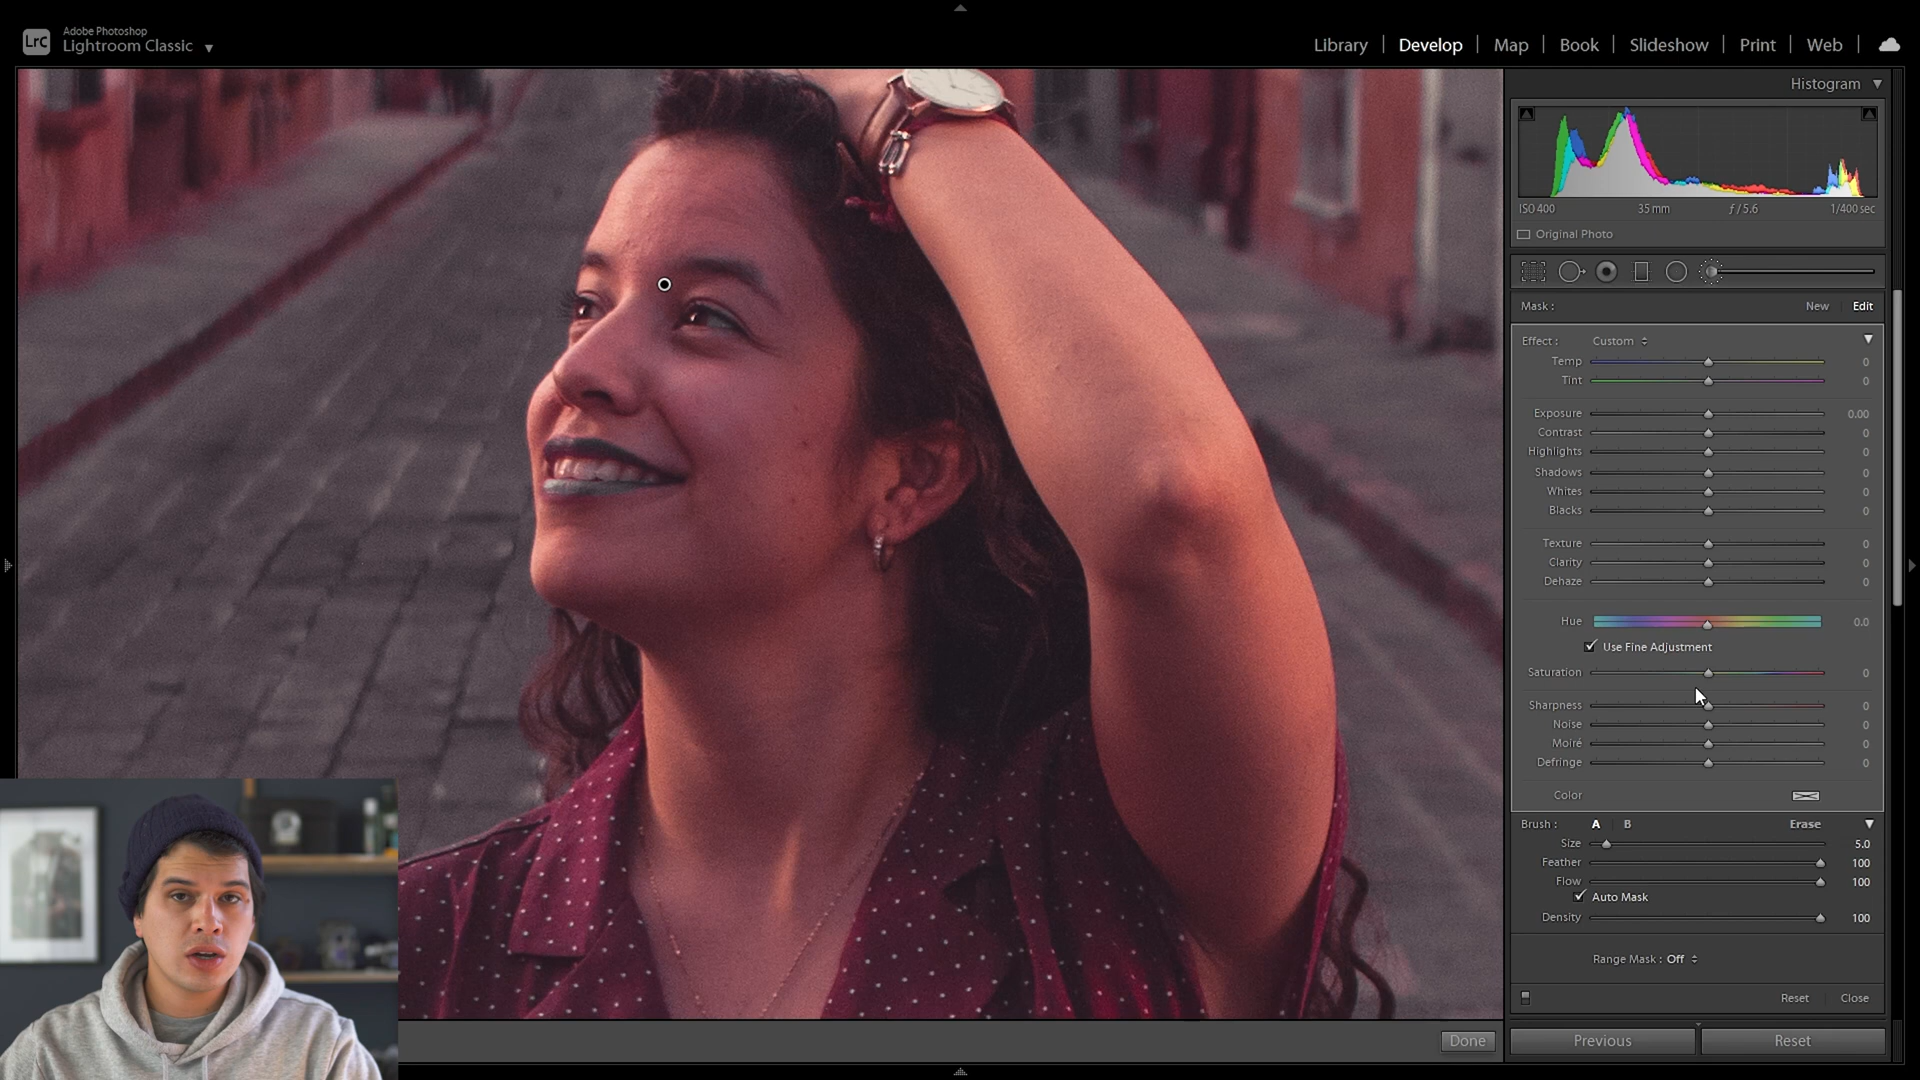 Adobe Photoshop
Lightroom Classic
Library | Develop | Map | Book | Slideshow | Print | Web
Histogram
ISO 400 35 mm ƒ / 5.6 1/400 sec
Original Photo
Mask : New Edit
Effect : Custom
Temp 0
Tint 0
Exposure 0.00
Contrast 0
Highlights 0
Shadows 0
Whites 0
Blacks 0
Texture 0
Clarity 0
Dehaze 0
Hue 0.0
Use Fine Adjustment
Saturation 0
Sharpness 0
Noise 0
Moiré 0
Defringe 0
Color
Brush : A B Erase
Size 5.0
Feather 100
Flow 100
Auto Mask
Density 100
Range Mask : Off
Reset Close
Done Previous Reset
LrC